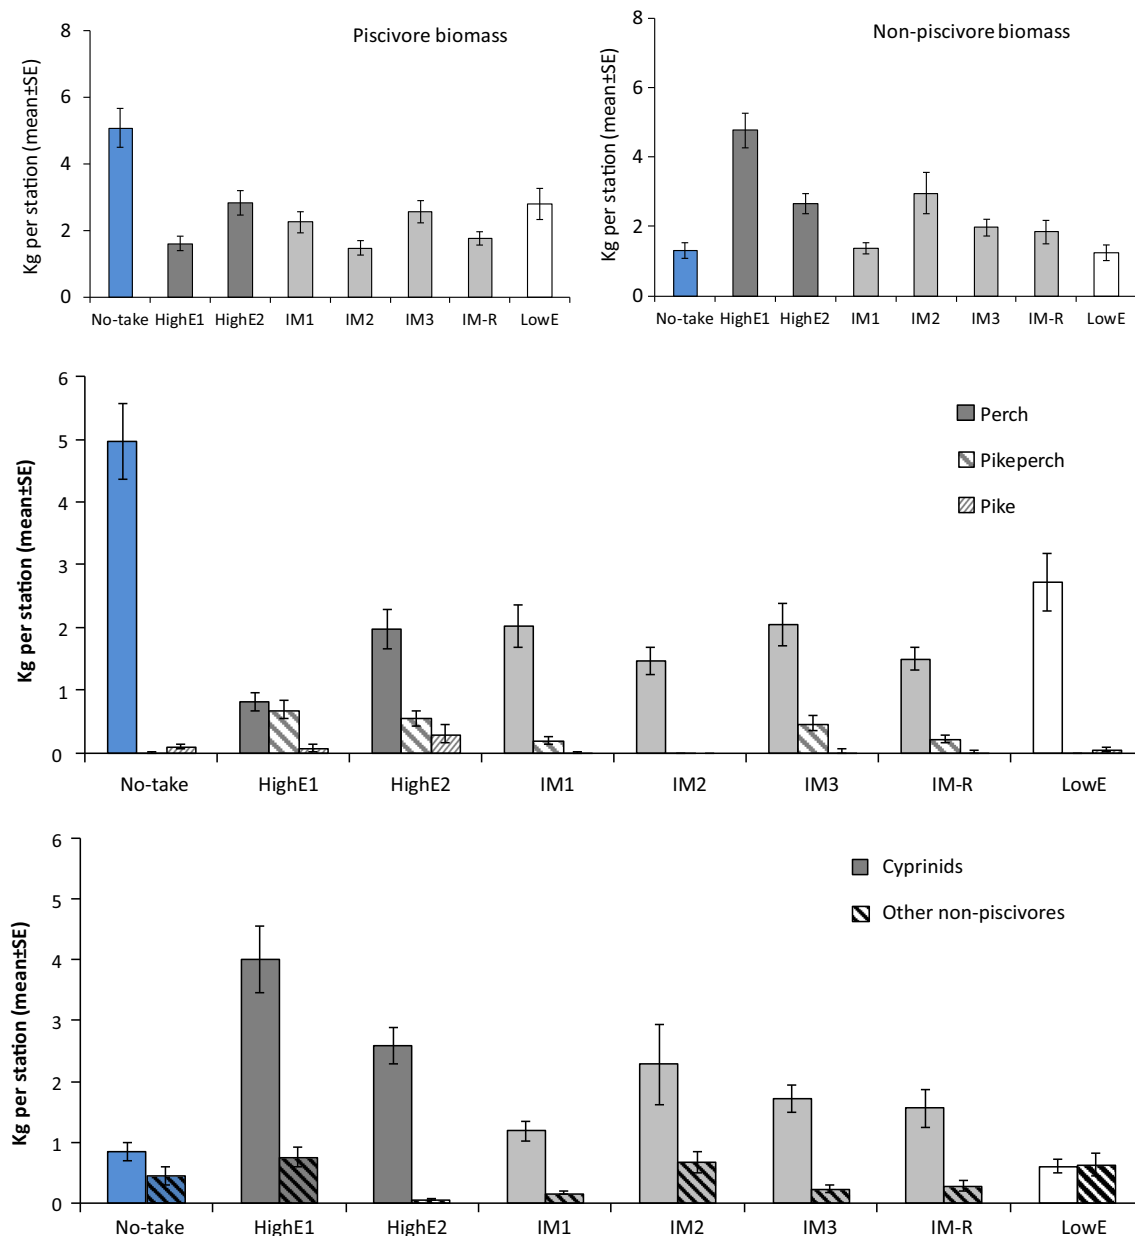 Piscivore biomass
Kg per station (mean±SE)
8
6
4
2
0
No-take HighE1 HighE2 IM1 IM2 IM3 IM-R LowE
Non-piscivore biomass
Kg per station (mean±SE)
8
6
4
2
0
No-take HighE1 HighE2 IM1 IM2 IM3 IM-R LowE
Kg per station (mean±SE)
6
5
4
3
2
1
0
Perch
Pikeperch
Pike
No-take HighE1 HighE2 IM1 IM2 IM3 IM-R LowE
Kg per station (mean±SE)
6
5
4
3
2
1
0
Cyprinids
Other non-piscivores
No-take HighE1 HighE2 IM1 IM2 IM3 IM-R LowE